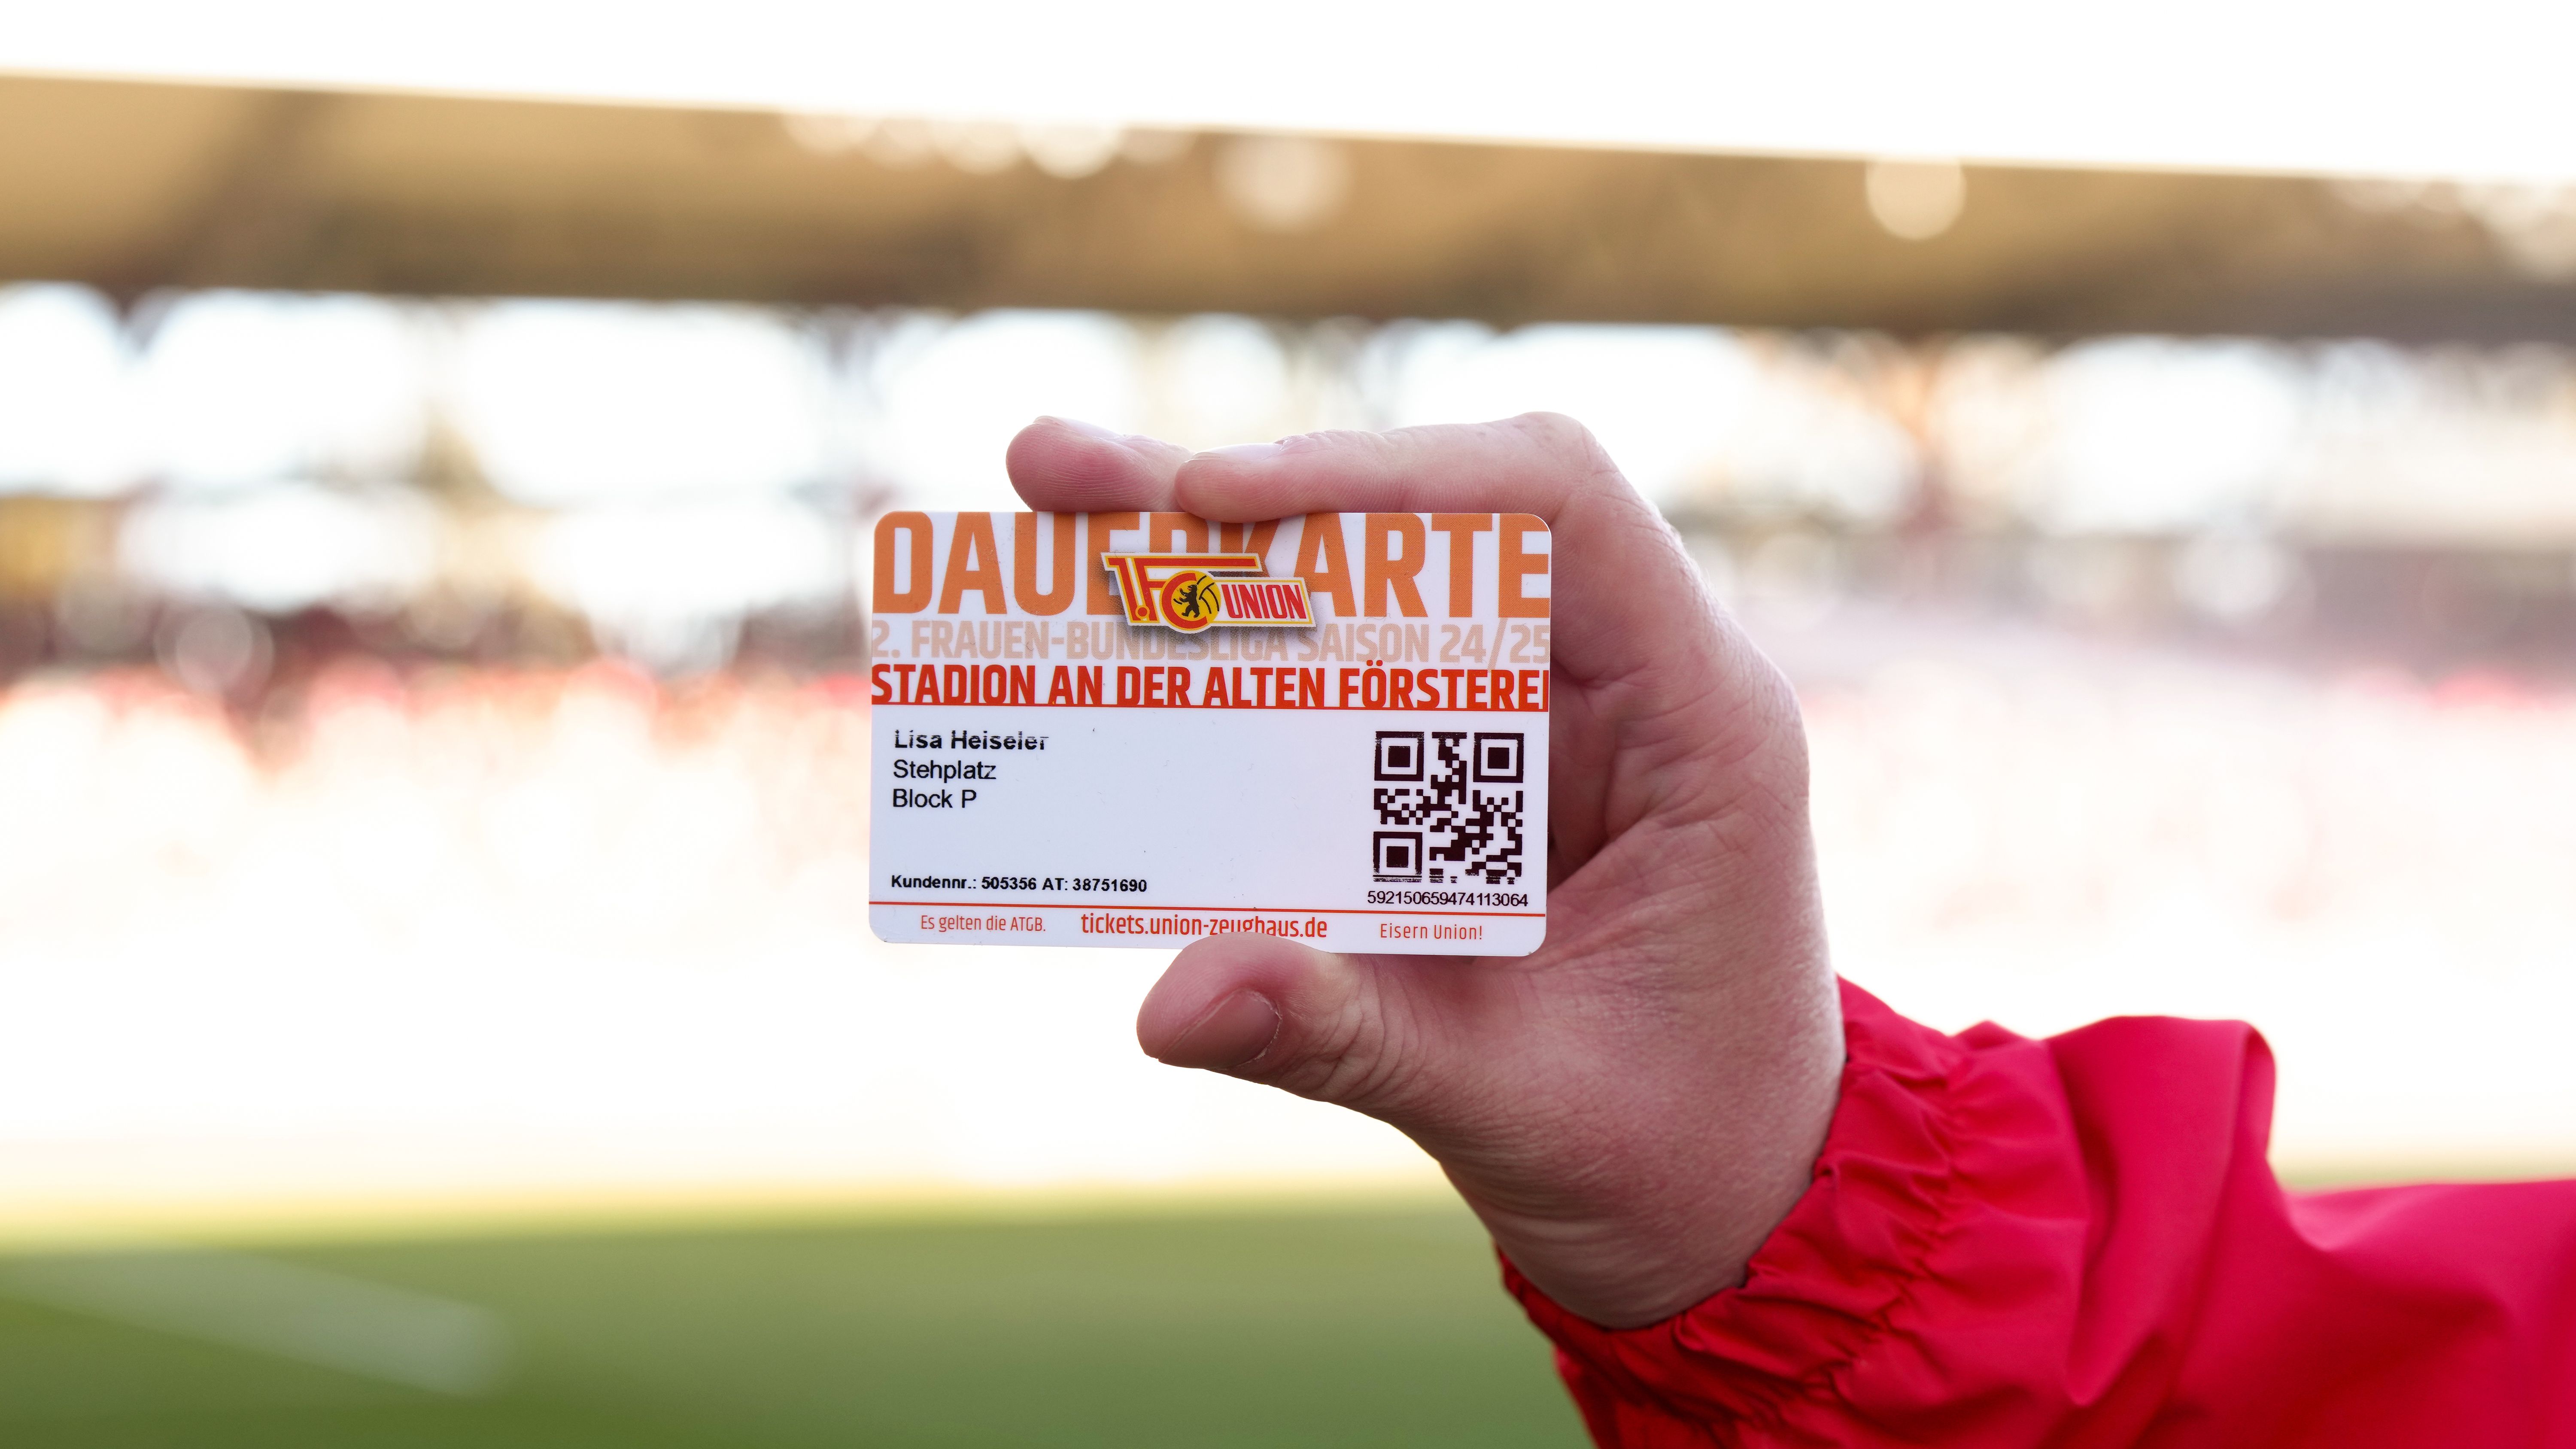 DAUERKARTE
1.FC UNION
2. FRAUEN-BUNDESLIGA SAISON 24/25
STADION AN DER ALTEN FÖRSTEREI
Lisa Heiseler
Stehplatz
Block P
Kundennr.: 505356 AT: 38751690
592150659474113064
Es gelten die ATGB. tickets.union-zeughaus.de Eisern Union!